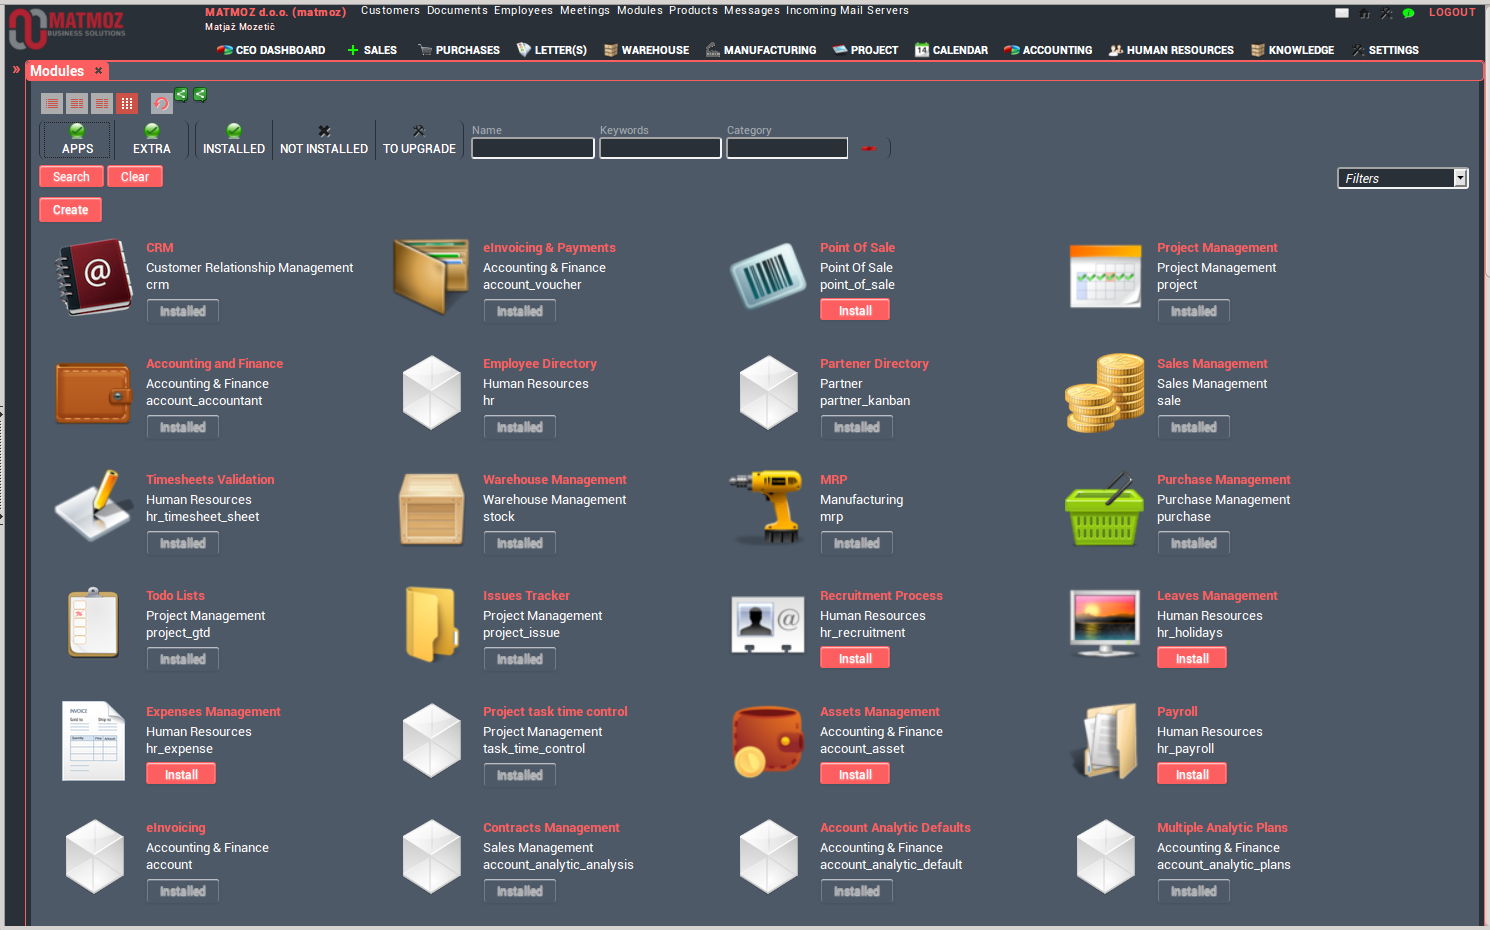 MATMOZ
BUSINESS SOLUTIONS
MATMOZ d.o.o. (matmoz)
Matjaž Mozetič
Customers Documents Employees Meetings Modules Products Messages Incoming Mail Servers
LOGOUT
CEO DASHBOARD SALES PURCHASES LETTER(S) WAREHOUSE MANUFACTURING PROJECT CALENDAR ACCOUNTING HUMAN RESOURCES KNOWLEDGE SETTINGS
» Modules ×
APPS EXTRA INSTALLED NOT INSTALLED TO UPGRADE
Name Keywords Category
Search Clear
Filters
Create
CRM
Customer Relationship Management
crm
Installed
eInvoicing & Payments
Accounting & Finance
account_voucher
Installed
Point Of Sale
Point Of Sale
point_of_sale
Install
Project Management
Project Management
project
Installed
Accounting and Finance
Accounting & Finance
account_accountant
Installed
Employee Directory
Human Resources
hr
Installed
Partener Directory
Partner
partner_kanban
Installed
Sales Management
Sales Management
sale
Installed
Timesheets Validation
Human Resources
hr_timesheet_sheet
Installed
Warehouse Management
Warehouse Management
stock
Installed
MRP
Manufacturing
mrp
Installed
Purchase Management
Purchase Management
purchase
Installed
Todo Lists
Project Management
project_gtd
Installed
Issues Tracker
Project Management
project_issue
Installed
Recruitment Process
Human Resources
hr_recruitment
Install
Leaves Management
Human Resources
hr_holidays
Install
INVOICE
Expenses Management
Human Resources
hr_expense
Install
Project task time control
Project Management
task_time_control
Installed
Assets Management
Accounting & Finance
account_asset
Install
Payroll
Human Resources
hr_payroll
Install
eInvoicing
Accounting & Finance
account
Installed
Contracts Management
Sales Management
account_analytic_analysis
Installed
Account Analytic Defaults
Accounting & Finance
account_analytic_default
Installed
Multiple Analytic Plans
Accounting & Finance
account_analytic_plans
Installed